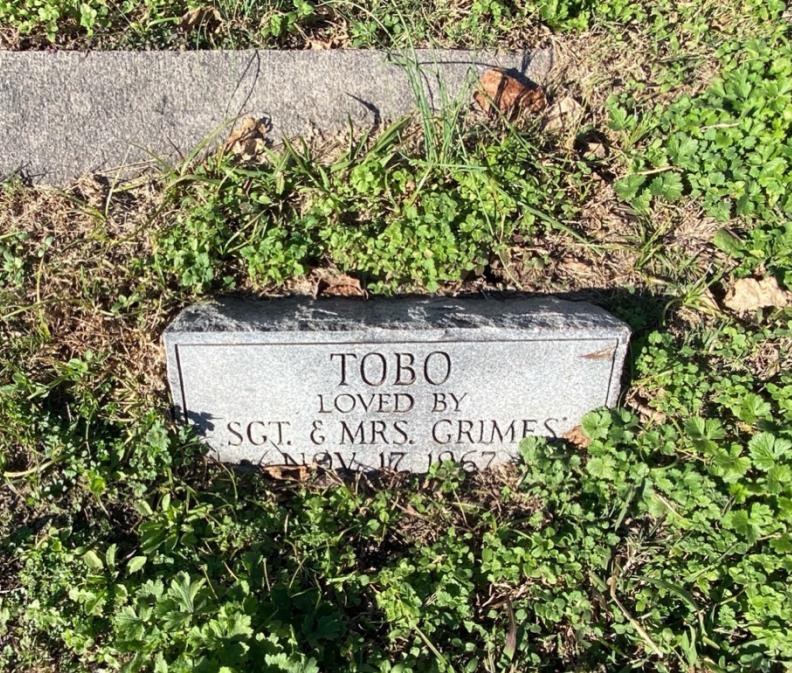 TOBO
LOVED BY
SGT. & MRS. GRIMES
NOV. 17, 1967